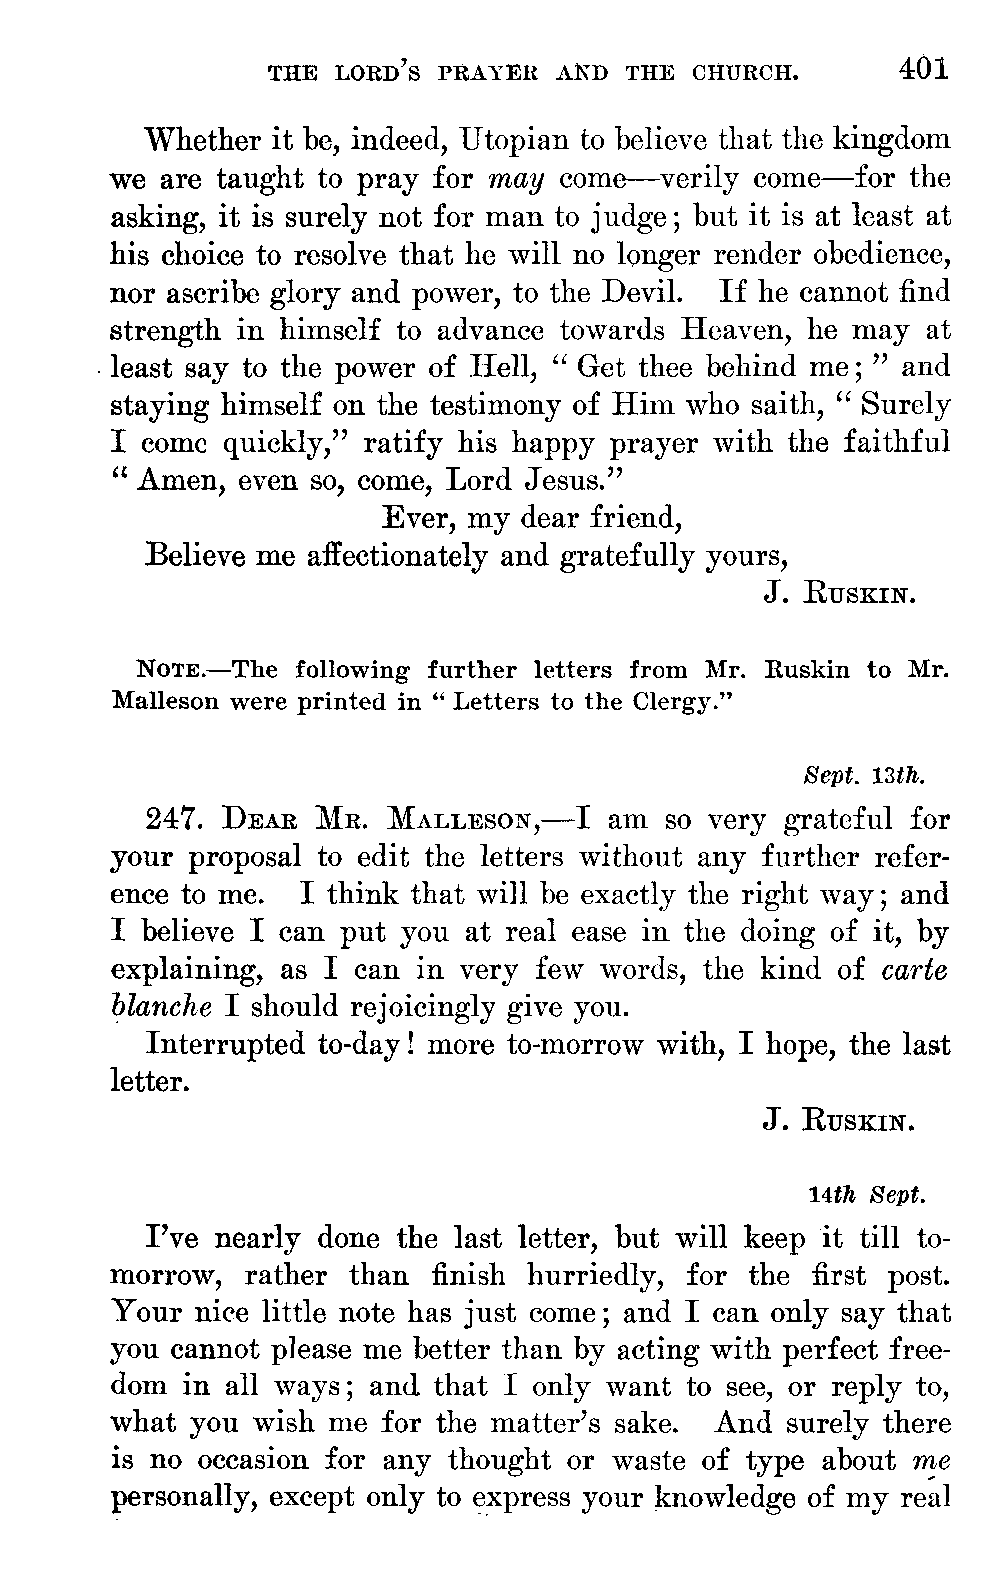 THE LORD'S PRAYER AND THE CHURCH. 401
Whether it be, indeed, Utopian to believe that the kingdom
we are taught to pray for may come—verily come—for the
asking, it is surely not for man to judge; but it is at least at
his choice to resolve that he will no longer render obedience,
nor ascribe glory and power, to the Devil. If he cannot find
strength in himself to advance towards Heaven, he may at
least say to the power of Hell, “ Get thee behind me; ” and
staying himself on the testimony of Him who saith, “ Surely
I come quickly,” ratify his happy prayer with the faithful
“ Amen, even so, come, Lord Jesus.”
Ever, my dear friend,
Believe me affectionately and gratefully yours,
J. RUSKIN.
NOTE.—The following further letters from Mr. Ruskin to Mr.
Malleson were printed in “ Letters to the Clergy.”
Sept. 13th.
247. DEAR MR. MALLESON,—I am so very grateful for
your proposal to edit the letters without any further refer-
ence to me. I think that will be exactly the right way; and
I believe I can put you at real ease in the doing of it, by
explaining, as I can in very few words, the kind of carte
blanche I should rejoicingly give you.
Interrupted to-day! more to-morrow with, I hope, the last
letter.
J. RUSKIN.
14th Sept.
I've nearly done the last letter, but will keep it till to-
morrow, rather than finish hurriedly, for the first post.
Your nice little note has just come; and I can only say that
you cannot please me better than by acting with perfect free-
dom in all ways; and that I only want to see, or reply to,
what you wish me for the matter's sake. And surely there
is no occasion for any thought or waste of type about me
personally, except only to express your knowledge of my real